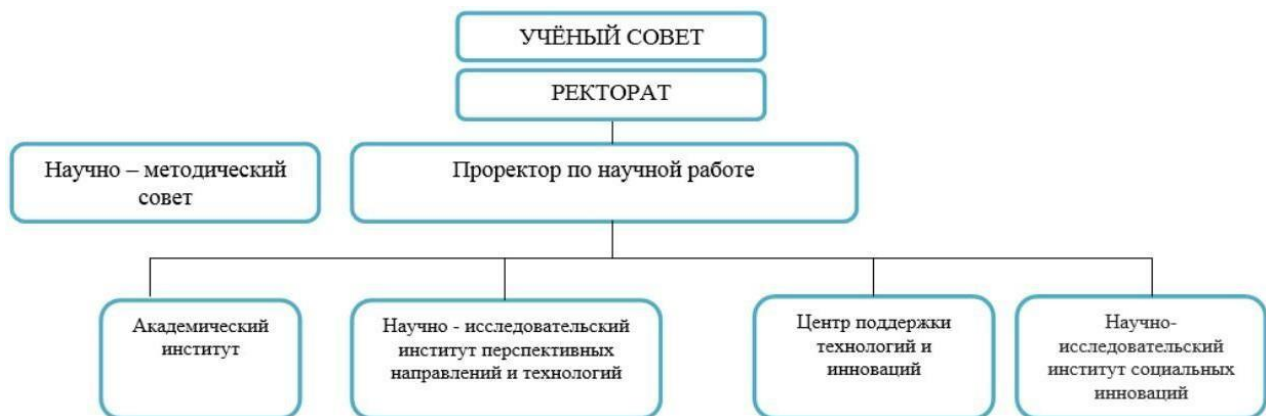 УЧЁНЫЙ СОВЕТ
РЕКТОРАТ
Научно – методический
совет
Проректор по научной работе
Академический
институт
Научно - исследовательский
институт перспективных
направлений и технологий
Центр поддержки
технологий и
инноваций
Научно-
исследовательский
институт социальных
инноваций